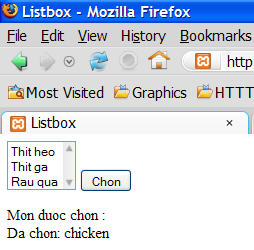 Listbox - Mozilla Firefox
File Edit View History Bookmarks
http
Most Visited Graphics HTTT
Listbox ×
Thit heo
Thit ga
Rau qua
Chon
Mon duoc chon :
Da chon: chicken